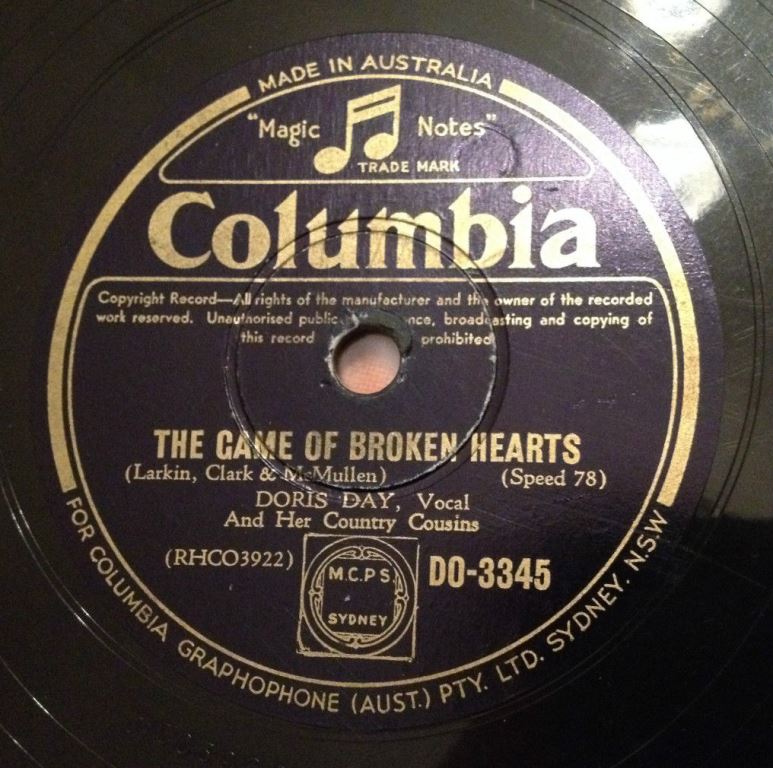 MADE IN AUSTRALIA
"Magic Notes"
TRADE MARK
Columbia
Copyright Record—All rights of the manufacturer and the owner of the recorded
work reserved. Unauthorised public broadcasting and copying of
this record prohibited
THE GAME OF BROKEN HEARTS
(Larkin, Clark & McMullen) (Speed 78)
DORIS DAY, Vocal
And Her Country Cousins
(RHCO3922)
M.C.P.S
SYDNEY
DO-3345
FOR COLUMBIA GRAPHOPHONE (AUST.) PTY. LTD. SYDNEY. N.S.W